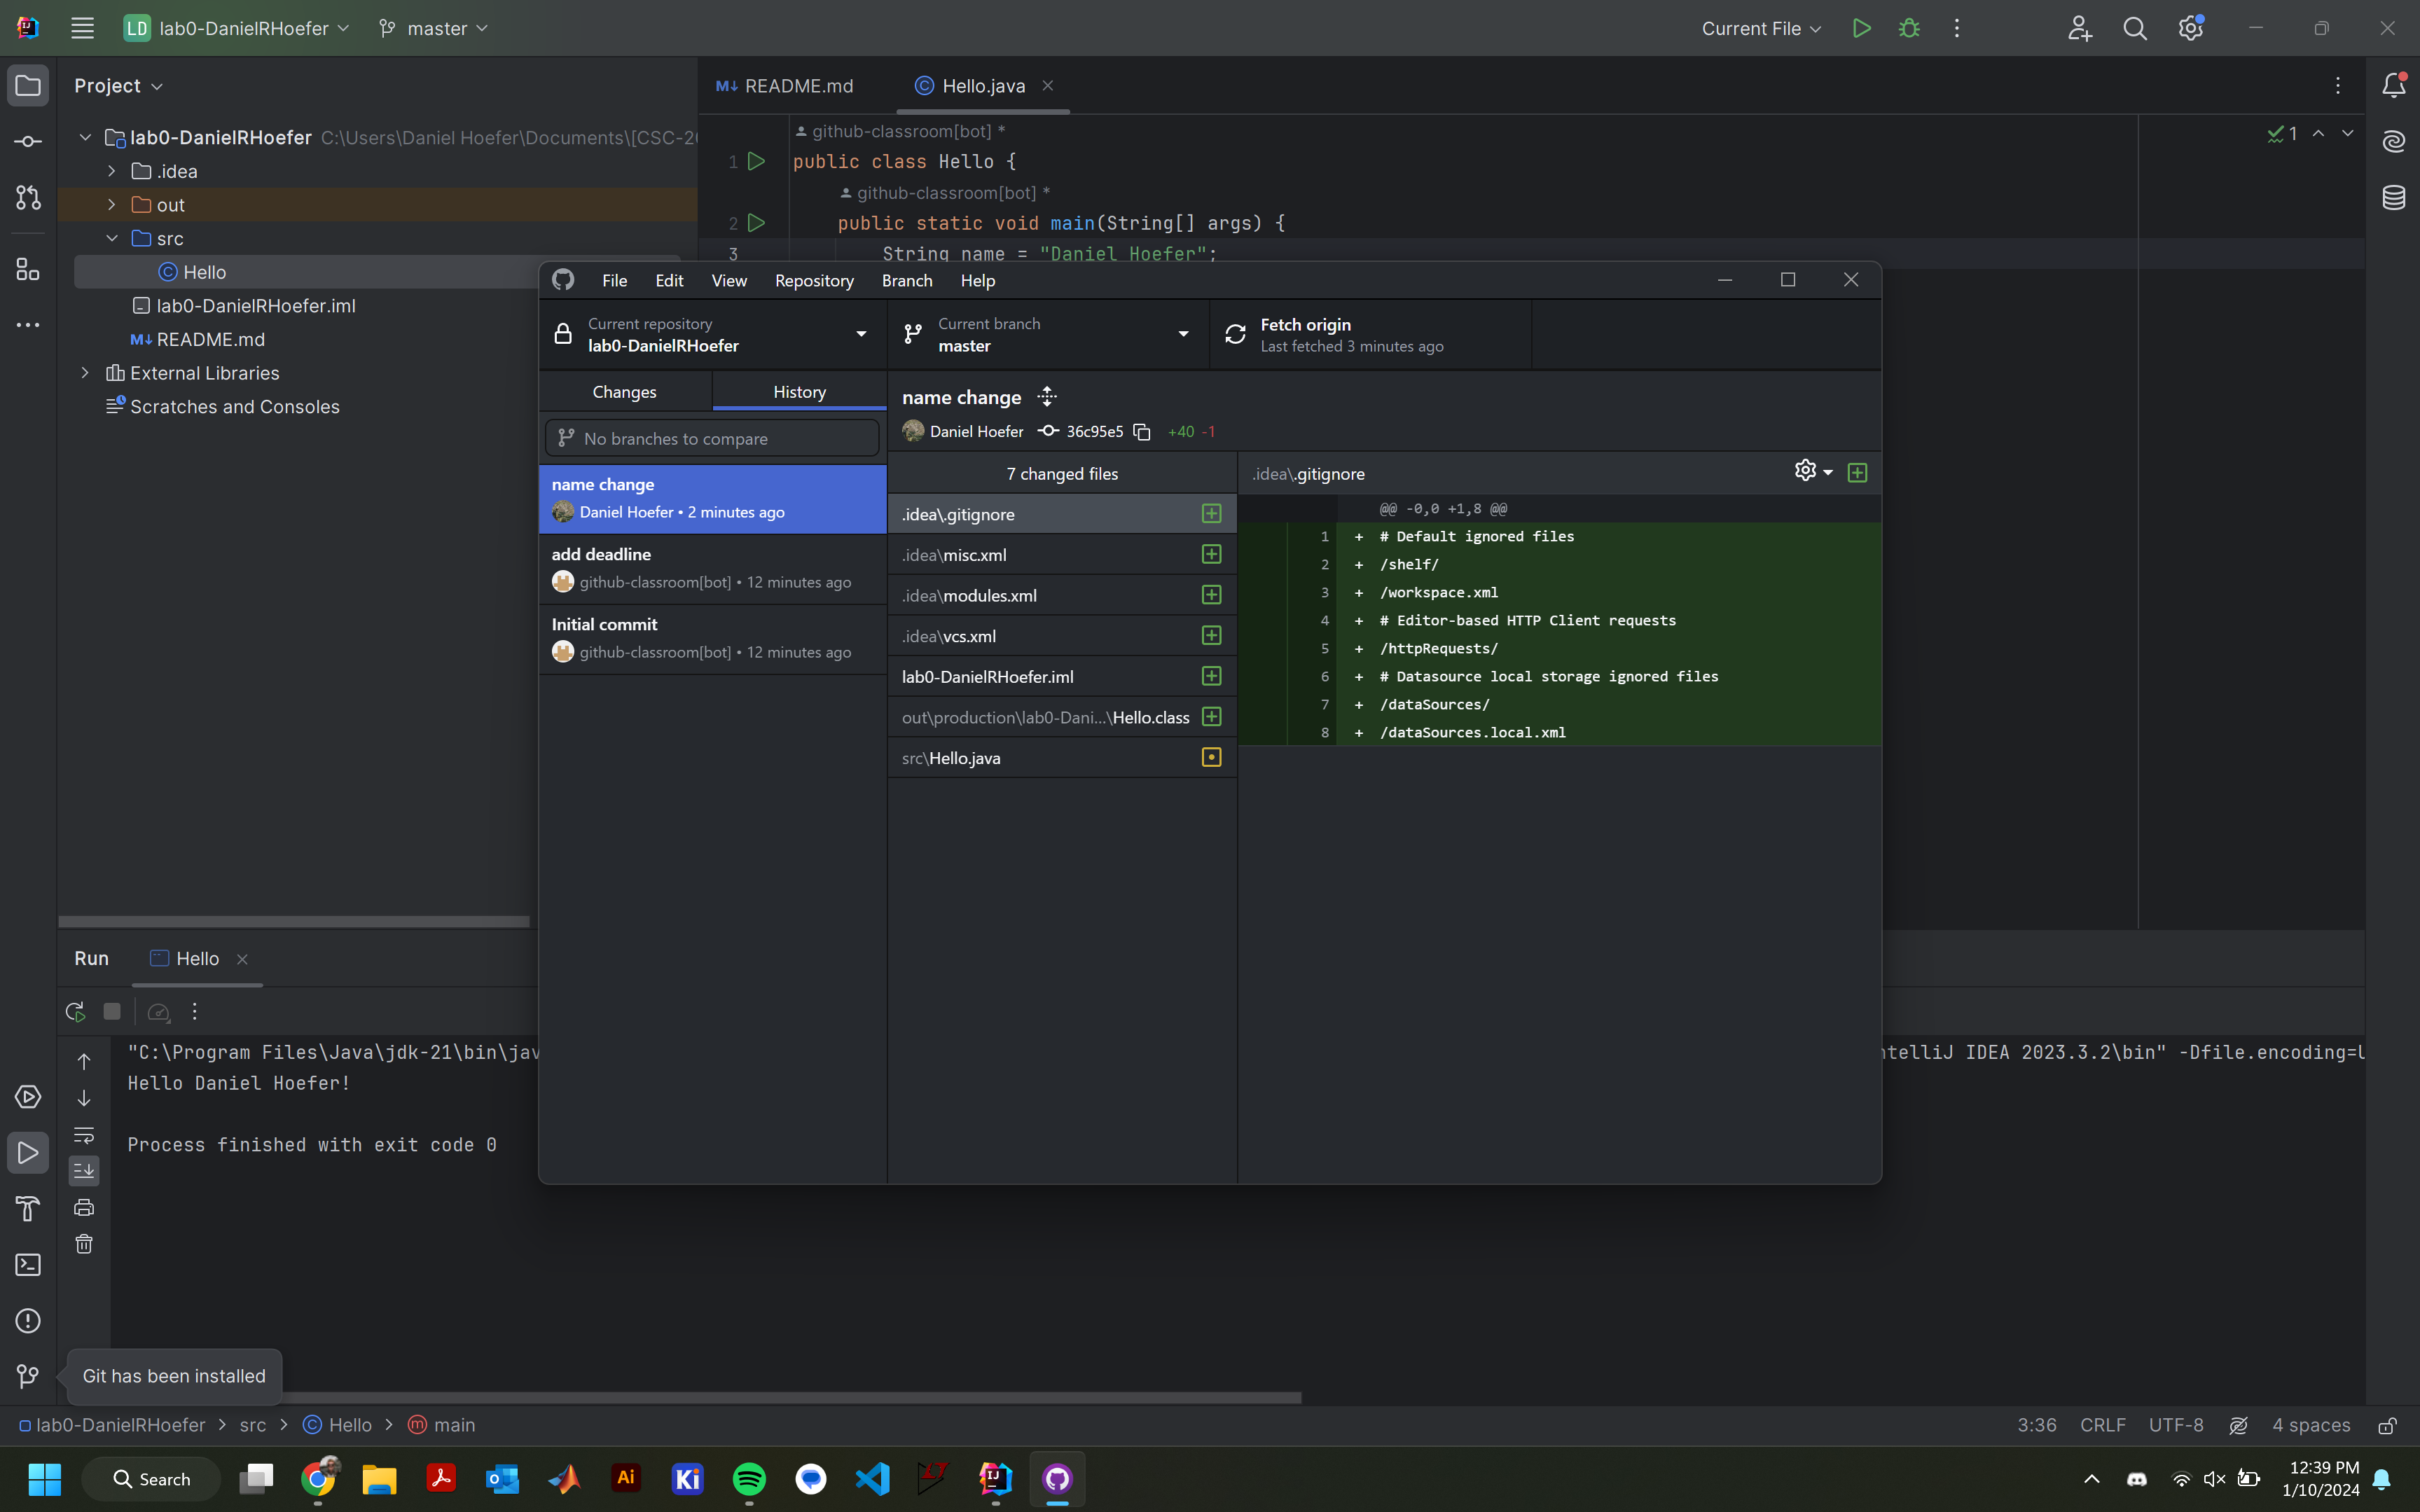 LD lab0-DanielRHoefer
master
Current File
Project
README.md
Hello.java
lab0-DanielRHoefer C:\Users\Daniel Hoefer\Documents\[CSC-20
.idea
out
src
Hello
lab0-DanielRHoefer.iml
README.md
External Libraries
Scratches and Consoles
github-classroom[bot] *
1 public class Hello {
github-classroom[bot] *
2 public static void main(String[] args) {
3 String name = "Daniel Hoefer";
1
File Edit View Repository Branch Help
Current repository
lab0-DanielRHoefer
Current branch
master
Fetch origin
Last fetched 3 minutes ago
Changes
History
No branches to compare
name change
Daniel Hoefer • 2 minutes ago
add deadline
github-classroom[bot] • 12 minutes ago
Initial commit
github-classroom[bot] • 12 minutes ago
name change
Daniel Hoefer 36c95e5 +40 -1
7 changed files
.idea\.gitignore
.idea\misc.xml
.idea\modules.xml
.idea\vcs.xml
lab0-DanielRHoefer.iml
out\production\lab0-Dani...\Hello.class
src\Hello.java
.idea\.gitignore
@@ -0,0 +1,8 @@
1 + # Default ignored files
2 + /shelf/
3 + /workspace.xml
4 + # Editor-based HTTP Client requests
5 + /httpRequests/
6 + # Datasource local storage ignored files
7 + /dataSources/
8 + /dataSources.local.xml
Run
Hello
"C:\Program Files\Java\jdk-21\bin\jav
ntelliJ IDEA 2023.3.2\bin" -Dfile.encoding=U
Hello Daniel Hoefer!
Process finished with exit code 0
Git has been installed
lab0-DanielRHoefer > src > Hello > main
3:36 CRLF UTF-8 4 spaces
Search
12:39 PM
1/10/2024